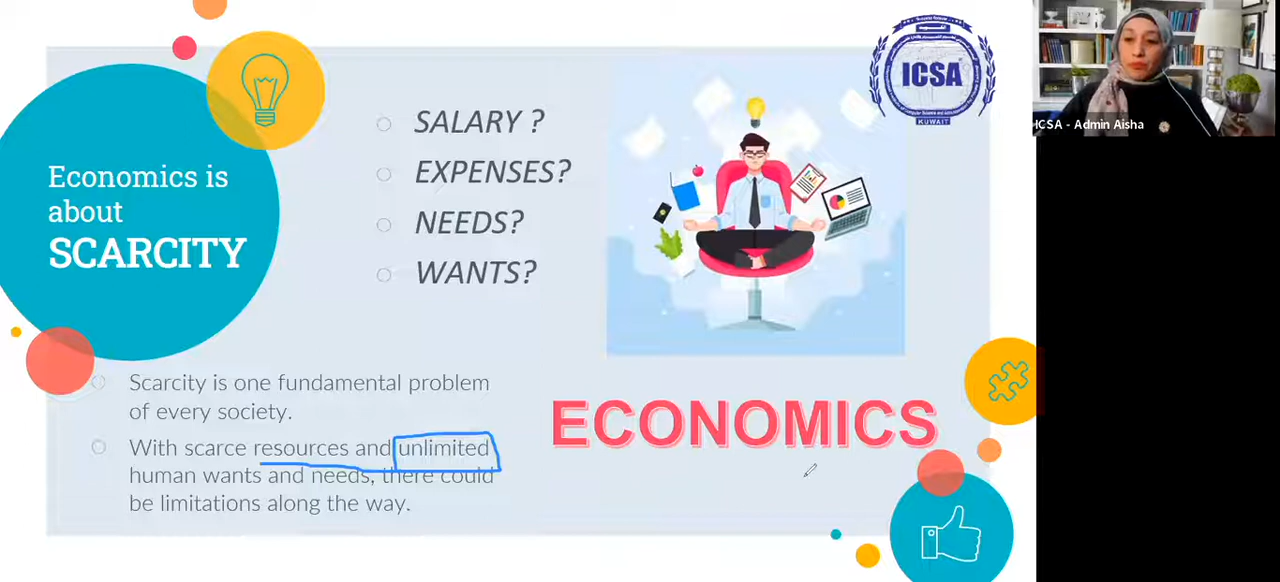 Economics is
about
SCARCITY
SALARY ?
EXPENSES?
NEEDS?
WANTS?
ICSA
KUWAIT
Scarcity is one fundamental problem
of every society.
With scarce resources and unlimited
human wants and needs, there could
be limitations along the way.
ECONOMICS
ICSA - Admin Aisha